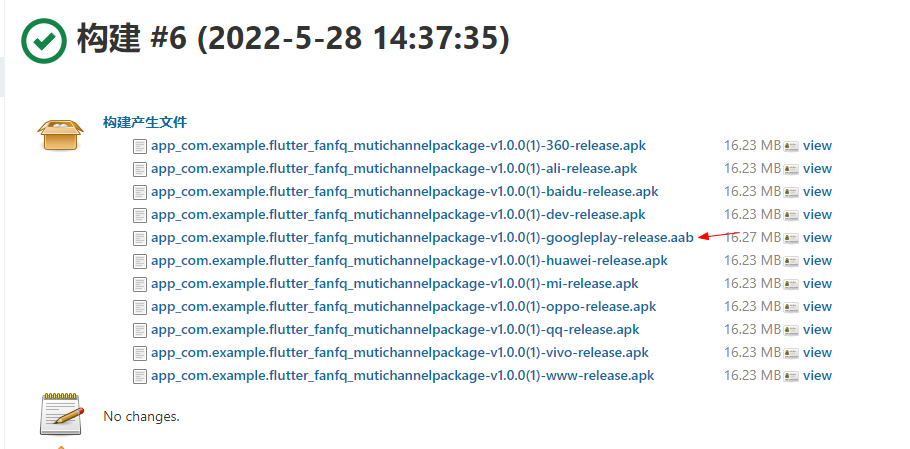 构建 #6 (2022-5-28 14:37:35)
构建产生文件
app_com.example.flutter_fanfq_mutichannelpackage-v1.0.0(1)-360-release.apk 16.23 MB view
app_com.example.flutter_fanfq_mutichannelpackage-v1.0.0(1)-ali-release.apk 16.23 MB view
app_com.example.flutter_fanfq_mutichannelpackage-v1.0.0(1)-baidu-release.apk 16.23 MB view
app_com.example.flutter_fanfq_mutichannelpackage-v1.0.0(1)-dev-release.apk 16.23 MB view
app_com.example.flutter_fanfq_mutichannelpackage-v1.0.0(1)-googleplay-release.aab 16.27 MB view
app_com.example.flutter_fanfq_mutichannelpackage-v1.0.0(1)-huawei-release.apk 16.23 MB view
app_com.example.flutter_fanfq_mutichannelpackage-v1.0.0(1)-mi-release.apk 16.23 MB view
app_com.example.flutter_fanfq_mutichannelpackage-v1.0.0(1)-oppo-release.apk 16.23 MB view
app_com.example.flutter_fanfq_mutichannelpackage-v1.0.0(1)-qq-release.apk 16.23 MB view
app_com.example.flutter_fanfq_mutichannelpackage-v1.0.0(1)-vivo-release.apk 16.23 MB view
app_com.example.flutter_fanfq_mutichannelpackage-v1.0.0(1)-www-release.apk 16.23 MB view
No changes.